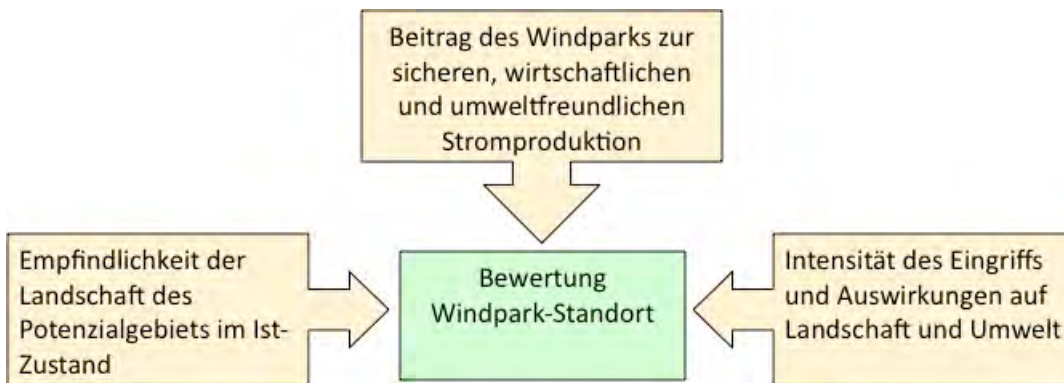 Beitrag des Windparks zur
sicheren, wirtschaftlichen
und umweltfreundlichen
Stromproduktion
Empfindlichkeit der
Landschaft des
Potenzialgebiets im Ist-
Zustand
Bewertung
Windpark-Standort
Intensität des Eingriffs
und Auswirkungen auf
Landschaft und Umwelt